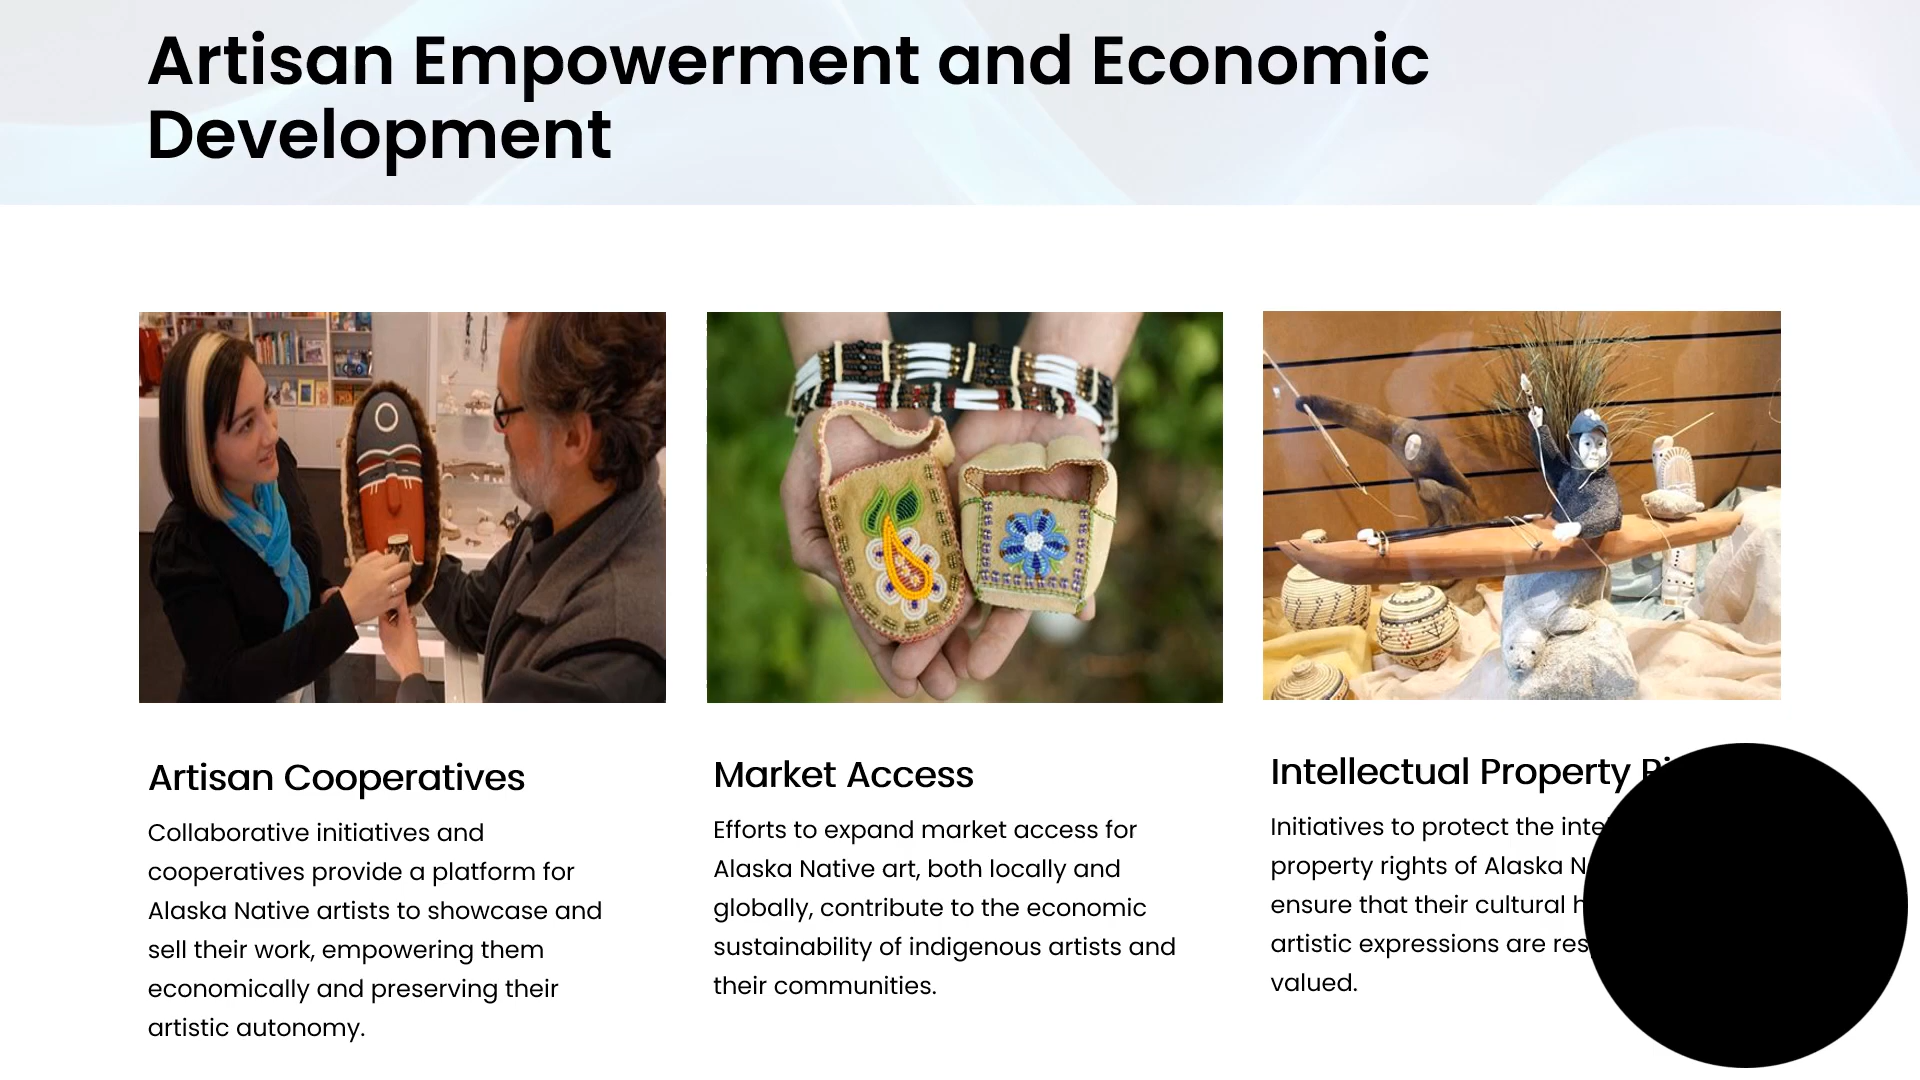 Artisan Empowerment and Economic
Development
Artisan Cooperatives
Collaborative initiatives and
cooperatives provide a platform for
Alaska Native artists to showcase and
sell their work, empowering them
economically and preserving their
artistic autonomy.
Market Access
Efforts to expand market access for
Alaska Native art, both locally and
globally, contribute to the economic
sustainability of indigenous artists and
their communities.
Intellectual Property
Initiatives to protect the
property rights of Alaska
ensure that their cultural
artistic expressions are
valued.